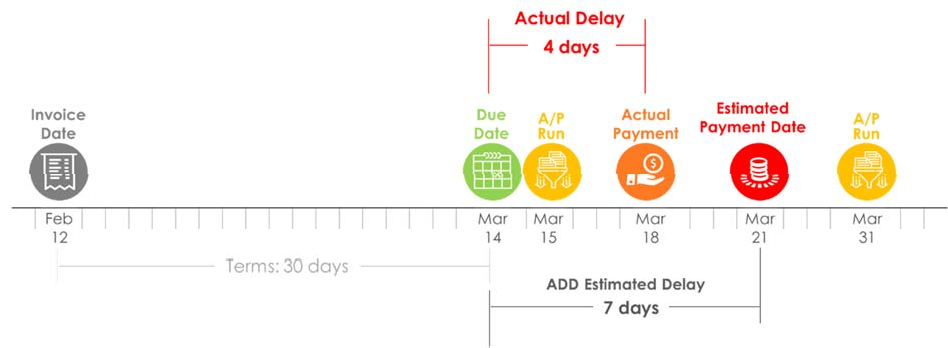 Actual Delay
4 days
Invoice
Date
Due
Date
A/P
Run
Actual
Payment
Estimated
Payment Date
A/P
Run
$
Feb
12
Mar
14
Mar
15
Mar
18
Mar
21
Mar
31
Terms: 30 days
ADD Estimated Delay
7 days